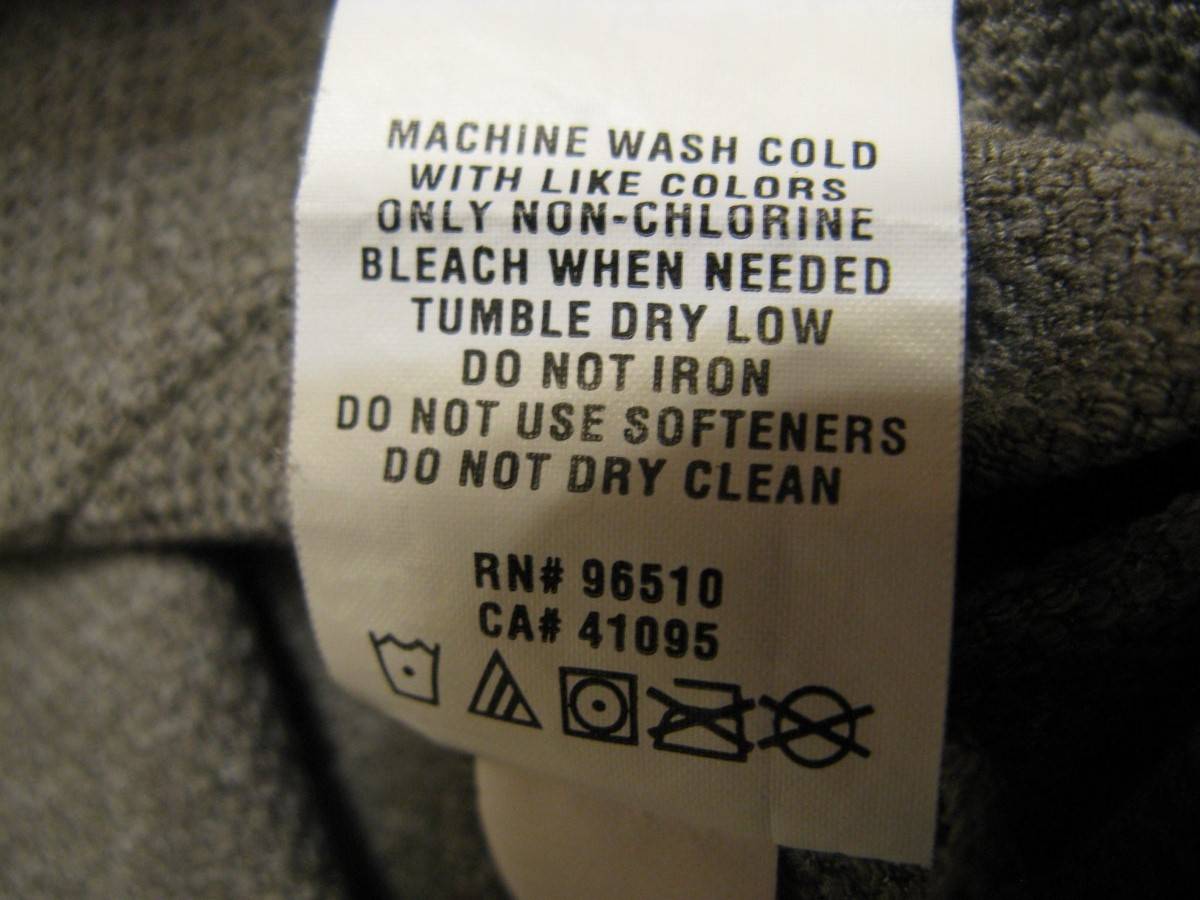 MACHINE WASH COLD
WITH LIKE COLORS
ONLY NON-CHLORINE
BLEACH WHEN NEEDED
TUMBLE DRY LOW
DO NOT IRON
DO NOT USE SOFTENERS
DO NOT DRY CLEAN
RN# 96510
CA# 41095